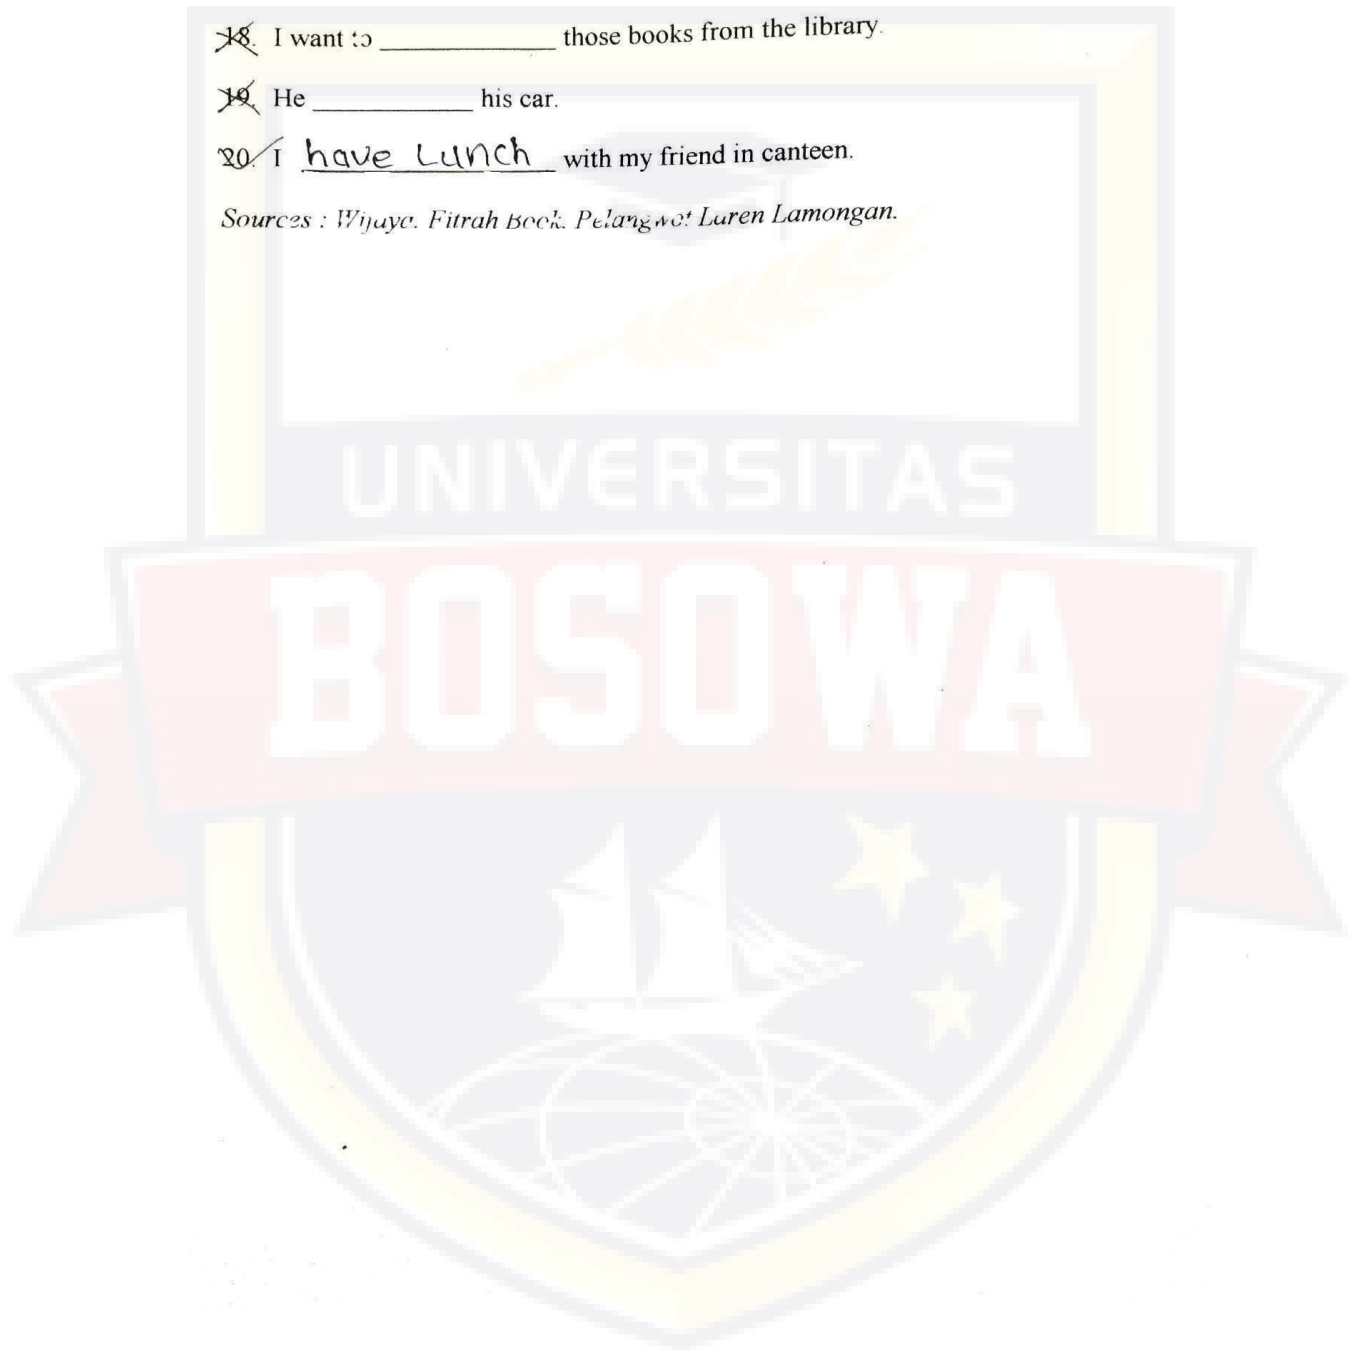 18. I want to ____________ those books from the library.
19. He ___________ his car.
20. I have Lunch with my friend in canteen.
Sources : Wijaya. Fitrah Book. Pelangwot Laren Lamongan.
UNIVERSITAS
BOSOWA